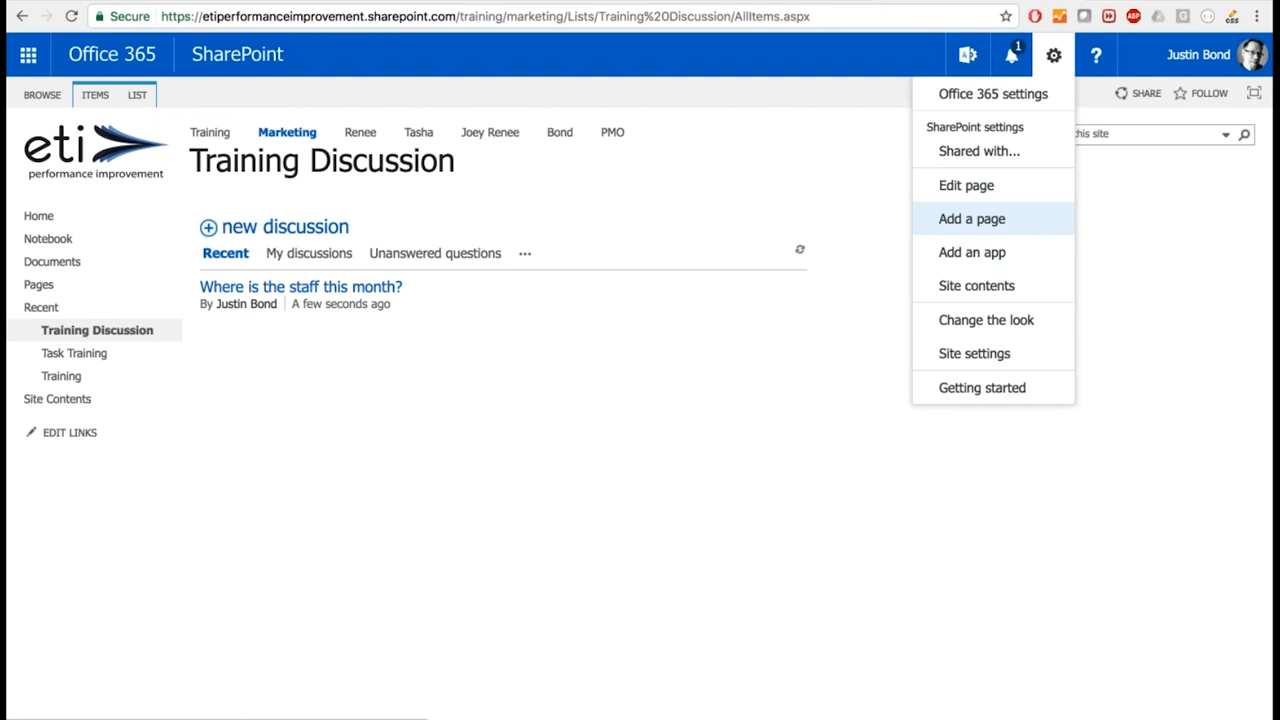 Secure https://etiperformanceimprovement.sharepoint.com/training/marketing/Lists/Training%20Discussion/AllItems.aspx
ABP
G
css
Office 365
SharePoint
A
1
?
Justin Bond
BROWSE
ITEMS
LIST
SHARE
FOLLOW
eti
performance improvement
Training
Marketing
Renee
Tasha
Joey Renee
Bond
PMO
this site
Training Discussion
new discussion
Recent
My discussions
Unanswered questions
...
Where is the staff this month?
By Justin Bond A few seconds ago
Home
Notebook
Documents
Pages
Recent
Training Discussion
Task Training
Training
Site Contents
EDIT LINKS
Office 365 settings
SharePoint settings
Shared with...
Edit page
Add a page
Add an app
Site contents
Change the look
Site settings
Getting started